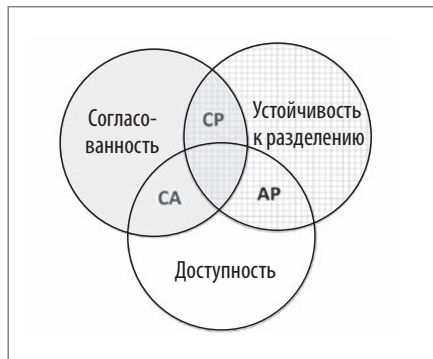 Согласо-
ванность
CP
Устойчивость
к разделению
CA
AP
Доступность